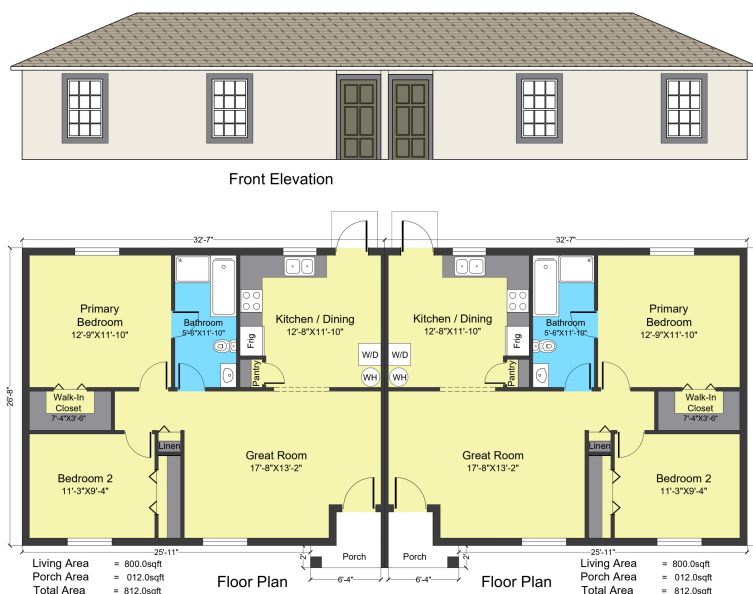 Front Elevation
32'-7" 32'-7"
26'-8"
Primary
Bedroom
12'-9"X11'-10"
Bathroom
5'-6"X11'-10"
Kitchen / Dining
12'-8"X11'-10"
Frig
W/D
WH
Pantry
Walk-In
Closet
7'-4"X3'-6"
Linen
Great Room
17'-8"X13'-2"
Bedroom 2
11'-3"X9'-4"
Porch
25'-11"
2'
6'-4"
Kitchen / Dining
12'-8"X11'-10"
Frig
W/D
WH
Pantry
Bathroom
5'-6"X11'-10"
Primary
Bedroom
12'-9"X11'-10"
Walk-In
Closet
7'-4"X3'-6"
Linen
Great Room
17'-8"X13'-2"
Bedroom 2
11'-3"X9'-4"
Porch
25'-11"
2'
6'-4"
Living Area = 800.0sqft
Porch Area = 012.0sqft
Total Area = 812.0sqft
Floor Plan
Floor Plan
Living Area = 800.0sqft
Porch Area = 012.0sqft
Total Area = 812.0sqft